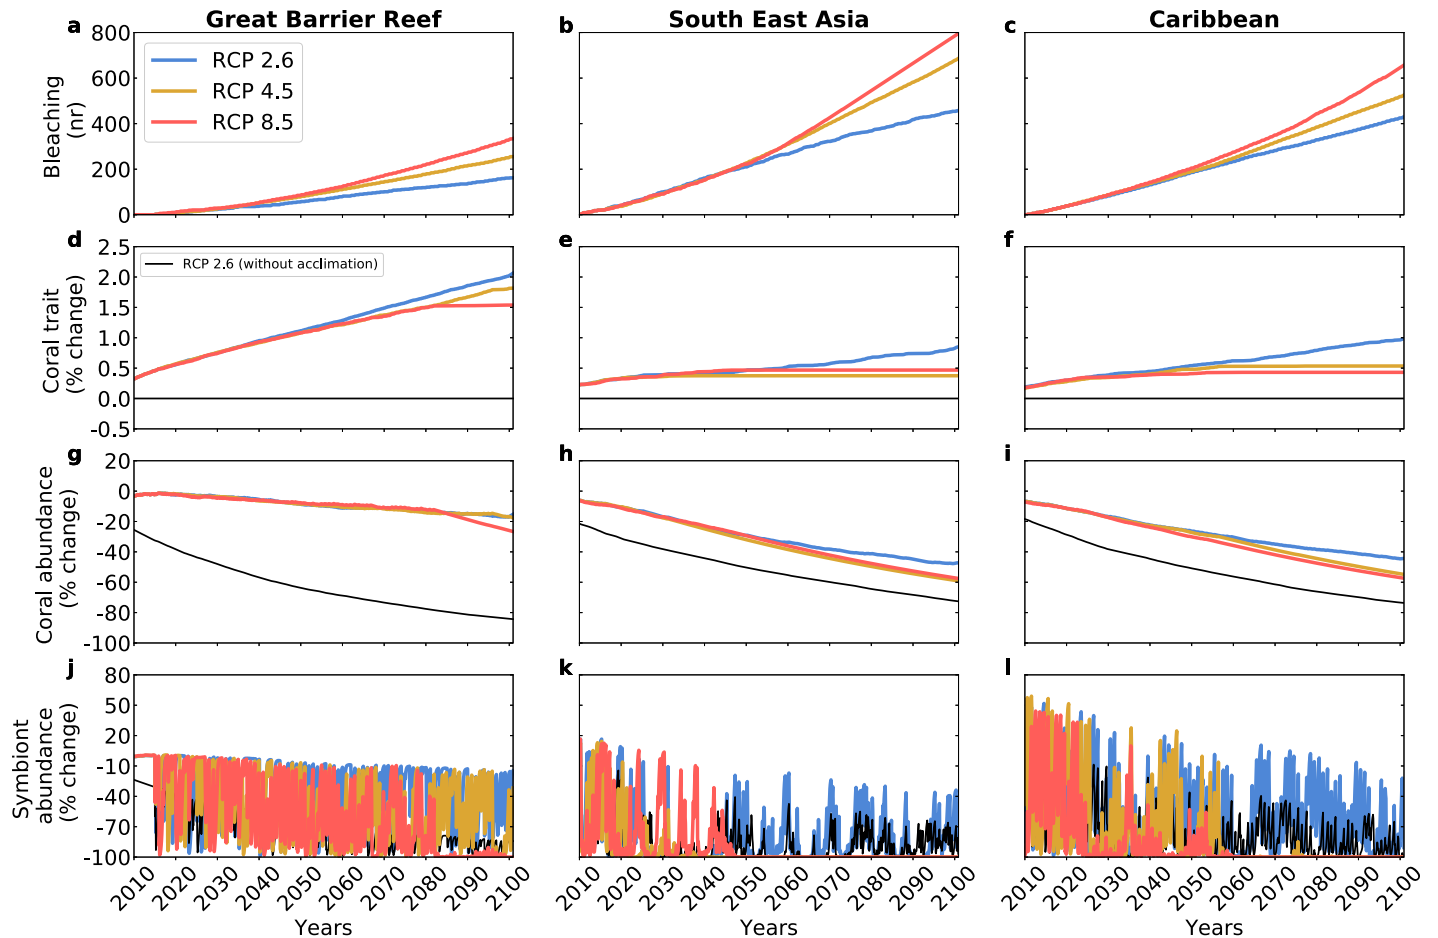 Great Barrier Reef
South East Asia
Caribbean
a
b
c
Bleaching
(nr)
800
600
400
200
0
RCP 2.6
RCP 4.5
RCP 8.5
d
e
f
Coral trait
(% change)
2.5
2.0
1.5
1.0
0.5
0.0
-0.5
RCP 2.6 (without acclimation)
g
h
i
Coral abundance
(% change)
20
0
-20
-40
-60
-80
-100
j
k
l
Symbiont
abundance
(% change)
80
50
20
-10
-40
-70
-100
2010 2020 2030 2040 2050 2060 2070 2080 2090 2100
2010 2020 2030 2040 2050 2060 2070 2080 2090 2100
2010 2020 2030 2040 2050 2060 2070 2080 2090 2100
Years
Years
Years